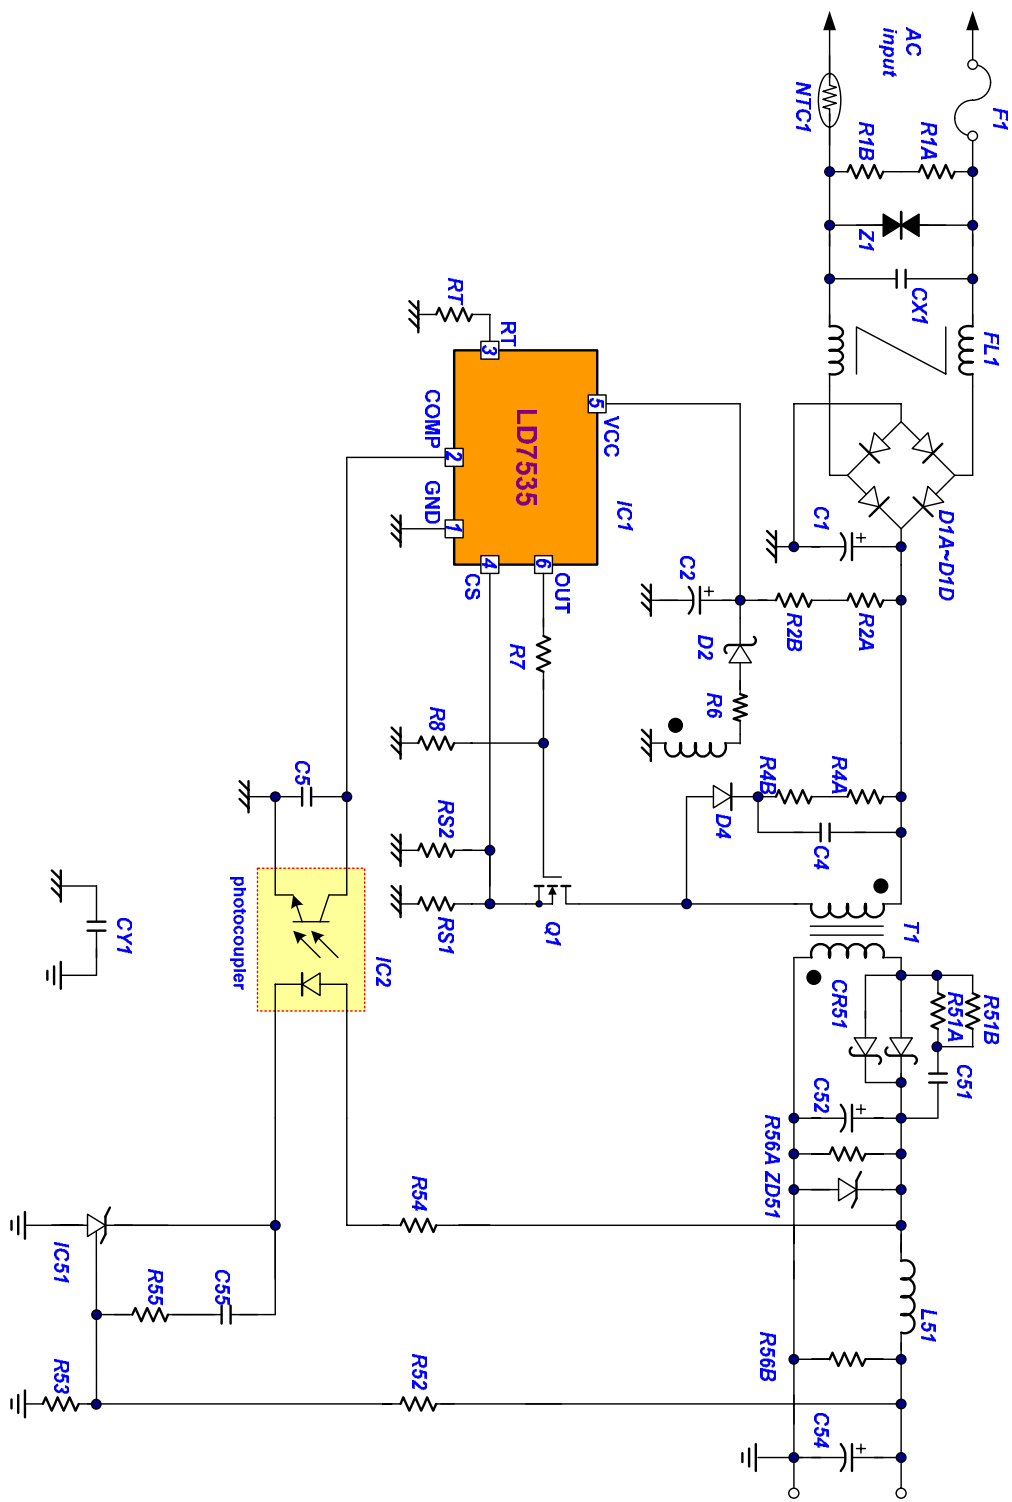 AC
input
F1
NTC1
R1A
R1B
Z1
CX1
FL1
D1A~D1D
C1
+
R2A
R2B
C2
+
D2
R6
R4A
R4B
C4
D4
T1
CR51
R51A
R51B
C51
C52
+
R56A
ZD51
L51
R56B
C54
+
IC1
LD7535
RT
RT
3
VCC
5
COMP
2
GND
1
CS
4
OUT
6
R7
R8
RS2
RS1
Q1
C5
photocoupler
IC2
CY1
R54
IC51
R55
C55
R52
R53